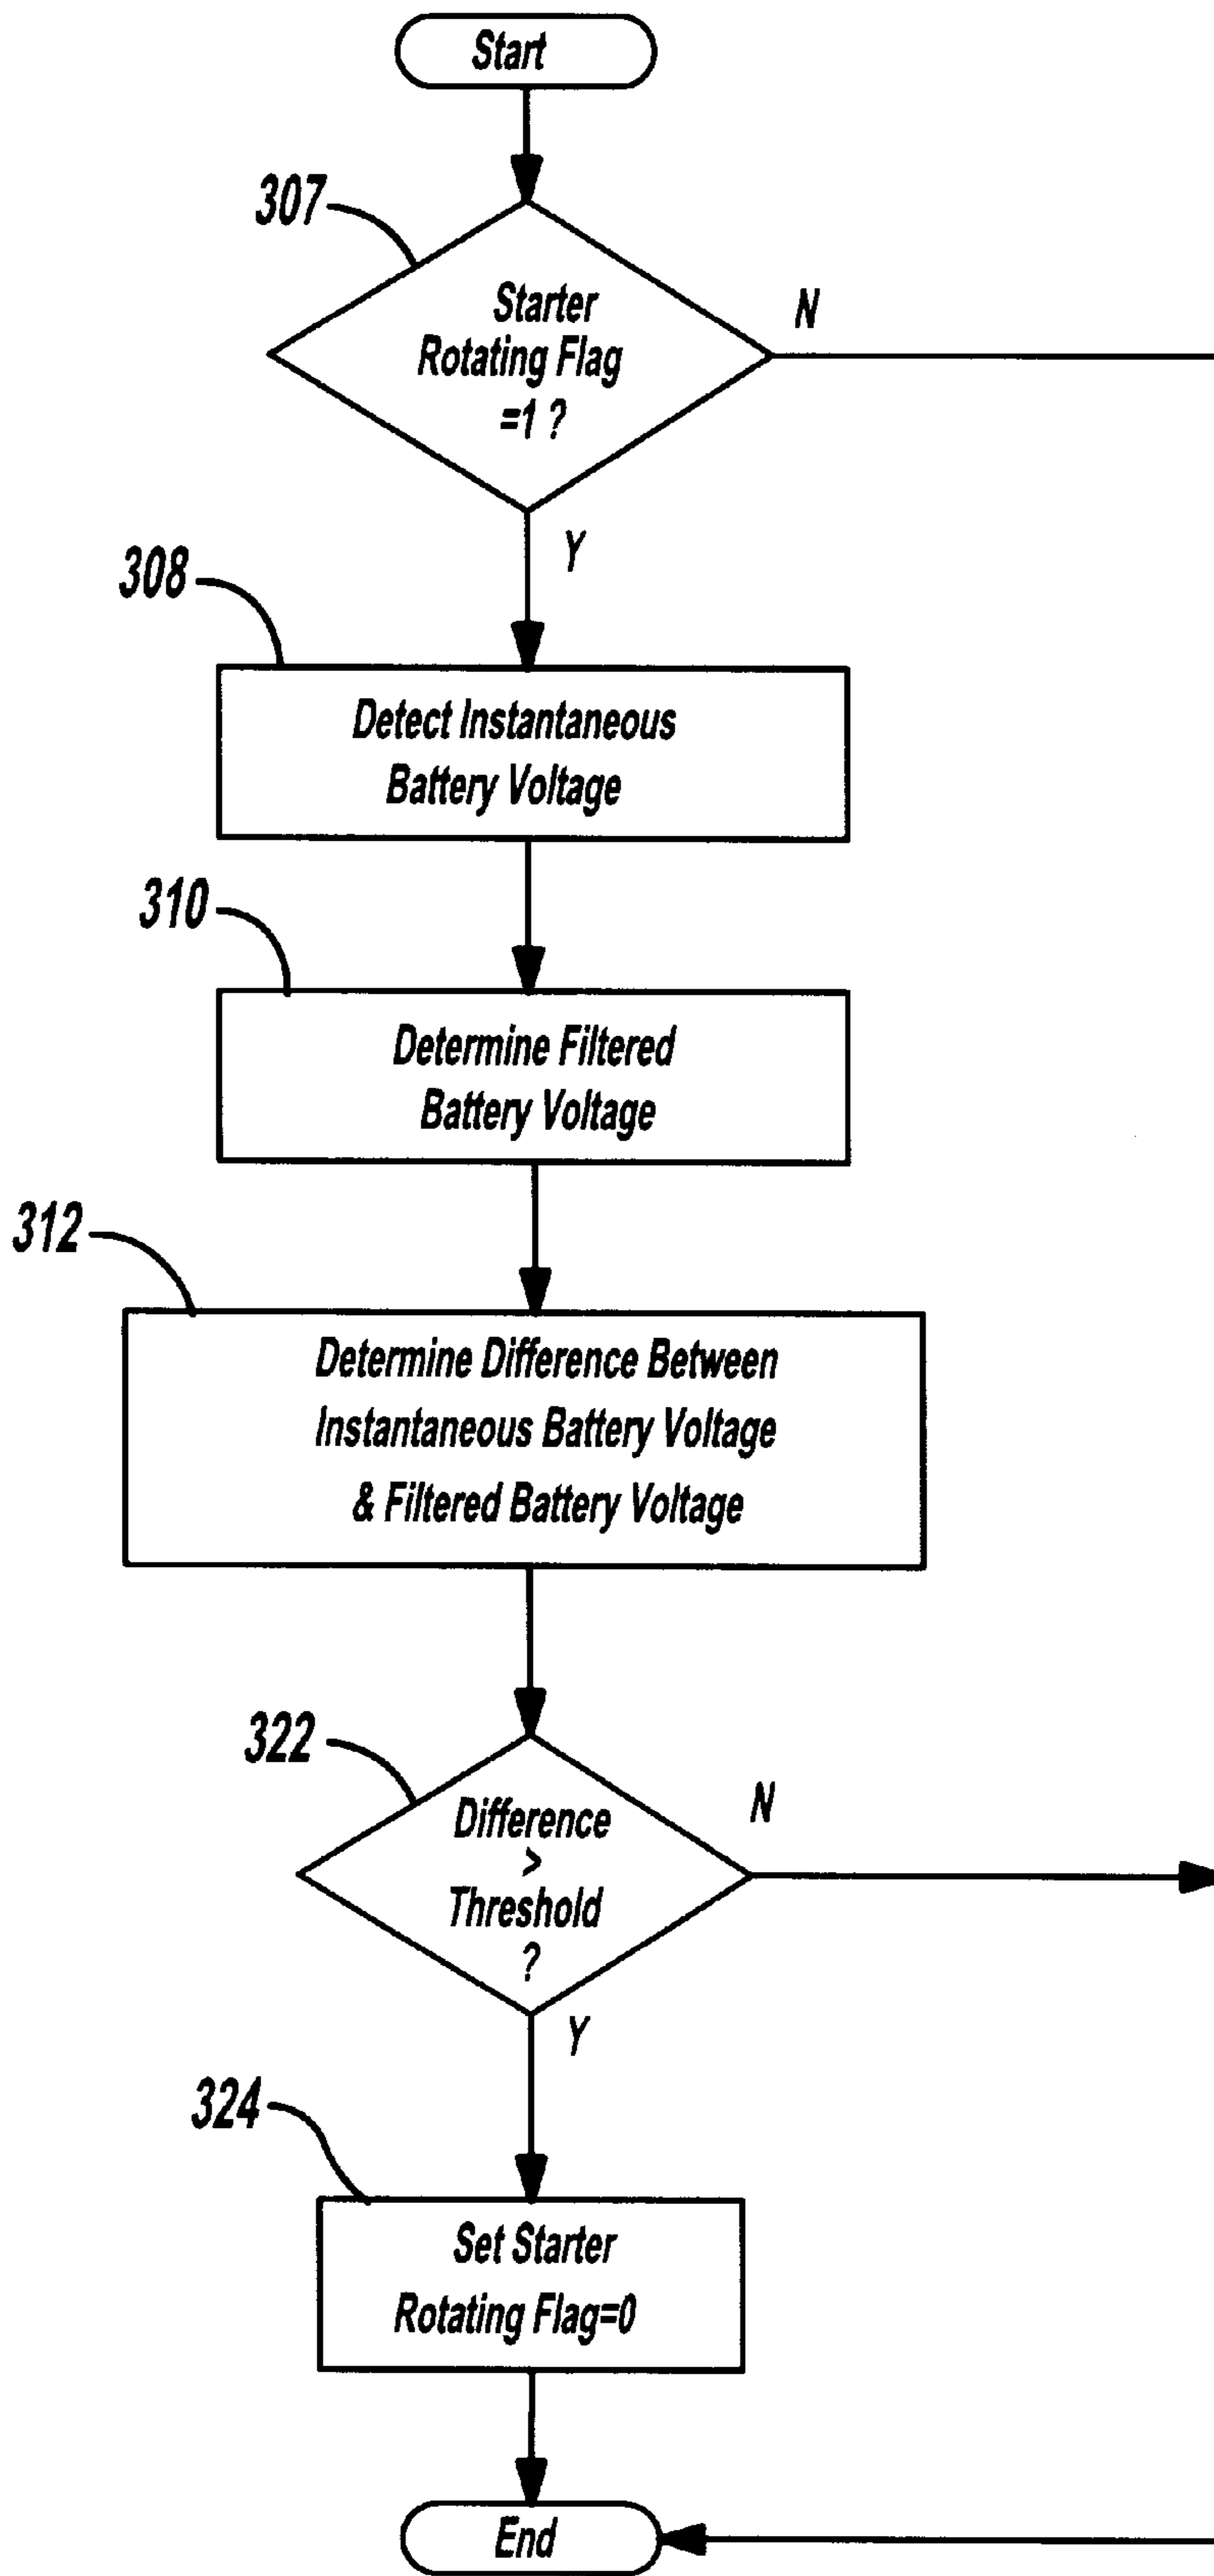 Start
307
Starter
Rotating Flag
=1 ?
N
Y
308
Detect Instantaneous
Battery Voltage
310
Determine Filtered
Battery Voltage
312
Determine Difference Between
Instantaneous Battery Voltage
& Filtered Battery Voltage
322
Difference
>
Threshold
?
N
Y
324
Set Starter
Rotating Flag=0
End